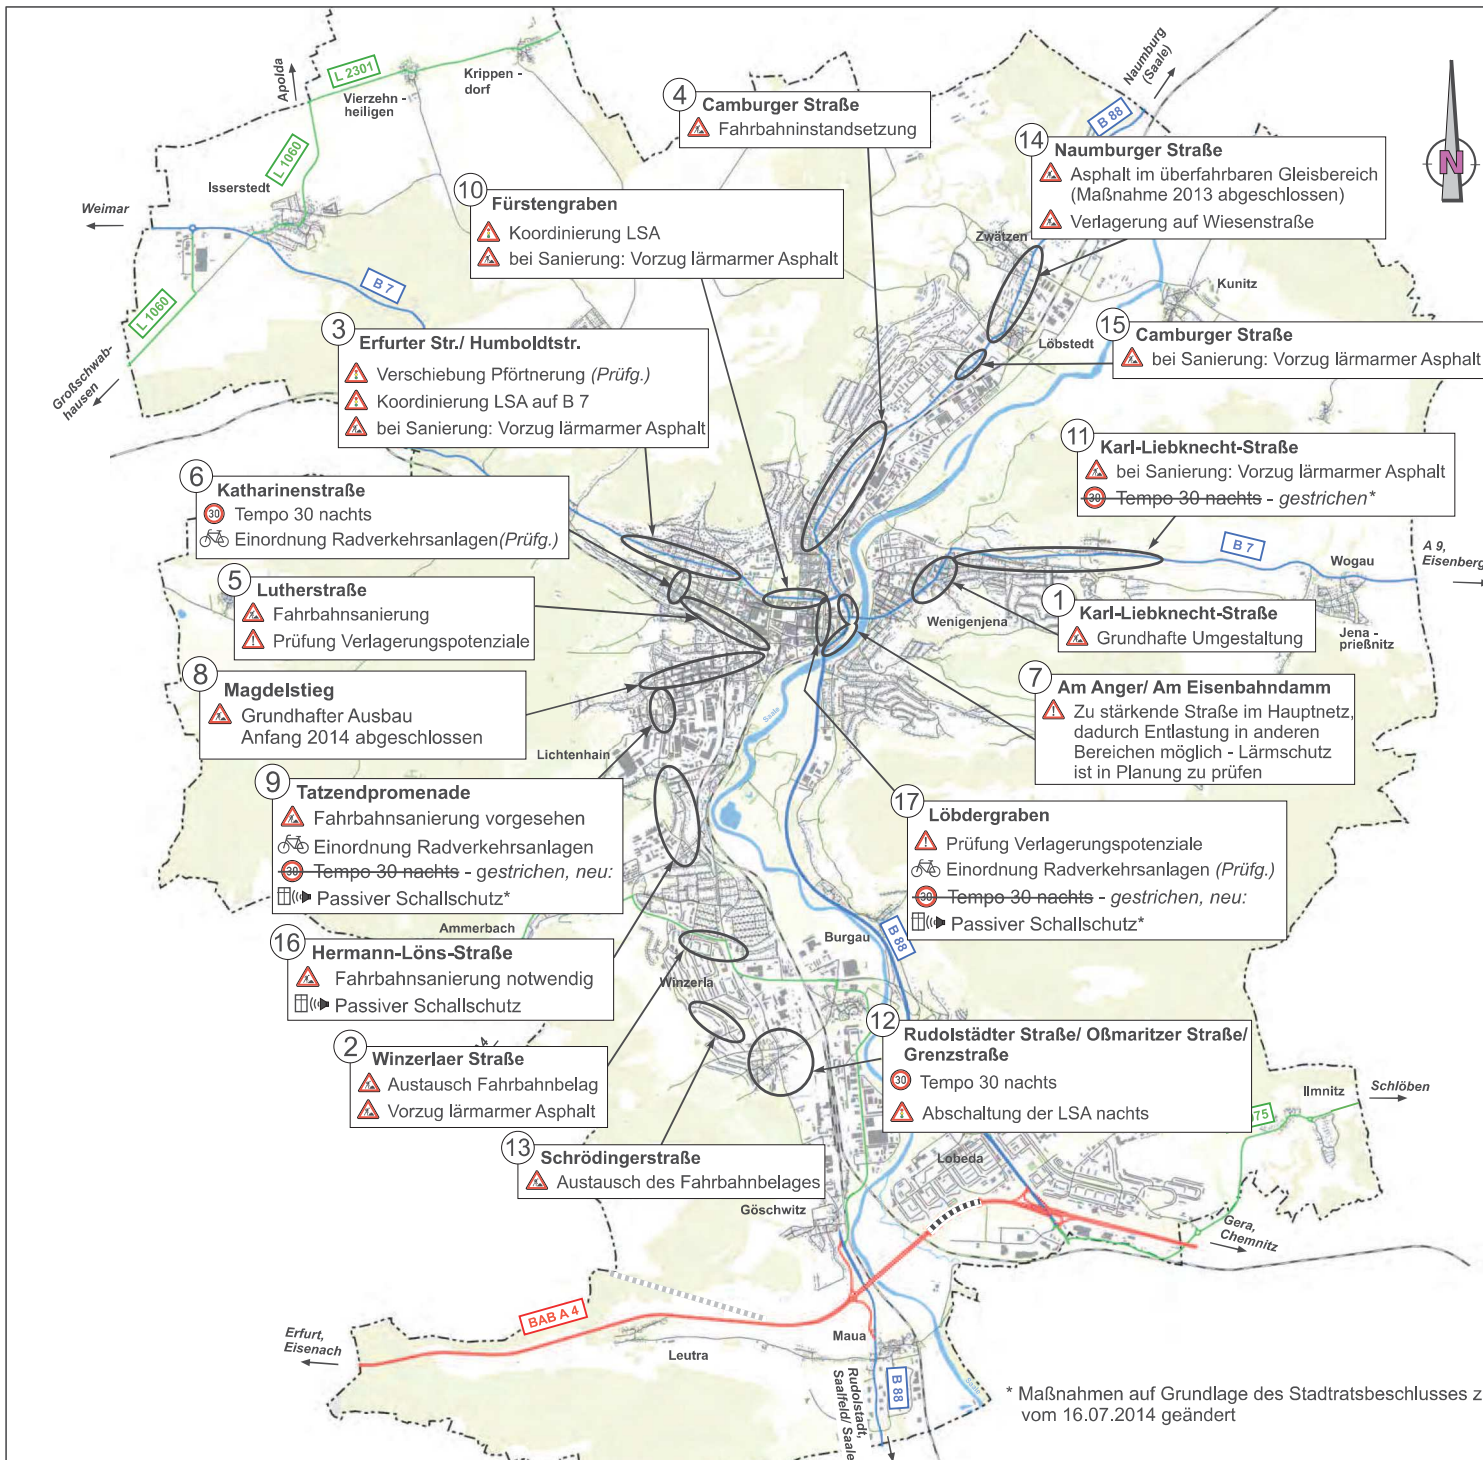 Apolda
L 2301
Krippen -
dorf
Vierzehn -
heiligen
L 1060
Isserstedt
Weimar
B 7
L 1060
Großschwab-
hausen
Naumburg
(Saale)
B 88
4
Camburger Straße
Fahrbahninstandsetzung
14
Naumburger Straße
Asphalt im überfahrbaren Gleisbereich
(Maßnahme 2013 abgeschlossen)
Verlagerung auf Wiesenstraße
N
10
Fürstengraben
Koordinierung LSA
bei Sanierung: Vorzug lärmarmer Asphalt
Zwätzen
Kunitz
Löbstedt
3
Erfurter Str./ Humboldtstr.
Verschiebung Pförtnerung (Prüfg.)
Koordinierung LSA auf B 7
bei Sanierung: Vorzug lärmarmer Asphalt
15
Camburger Straße
bei Sanierung: Vorzug lärmarmer Asphalt
11
Karl-Liebknecht-Straße
bei Sanierung: Vorzug lärmarmer Asphalt
30 Tempo 30 nachts - gestrichen*
6
Katharinenstraße
30 Tempo 30 nachts
Einordnung Radverkehrsanlagen(Prüfg.)
B 7
Wogau
A 9,
Eisenberg
5
Lutherstraße
Fahrbahnsanierung
Prüfung Verlagerungspotenziale
Wenigenjena
1
Karl-Liebknecht-Straße
Grundhafte Umgestaltung
Jena -
prießnitz
8
Magdelstieg
Grundhafter Ausbau
Anfang 2014 abgeschlossen
7
Am Anger/ Am Eisenbahndamm
Zu stärkende Straße im Hauptnetz,
dadurch Entlastung in anderen
Bereichen möglich - Lärmschutz
ist in Planung zu prüfen
Saale
Lichtenhain
9
Tatzendpromenade
Fahrbahnsanierung vorgesehen
Einordnung Radverkehrsanlagen
30 Tempo 30 nachts - gestrichen, neu:
Passiver Schallschutz*
17
Löbdergraben
Prüfung Verlagerungspotenziale
Einordnung Radverkehrsanlagen (Prüfg.)
30 Tempo 30 nachts - gestrichen, neu:
Passiver Schallschutz*
Ammerbach
Burgau
B 88
16
Hermann-Löns-Straße
Fahrbahnsanierung notwendig
Passiver Schallschutz
Winzerla
12
Rudolstädter Straße/ Oßmaritzer Straße/
Grenzstraße
30 Tempo 30 nachts
Abschaltung der LSA nachts
2
Winzerlaer Straße
Austausch Fahrbahnbelag
Vorzug lärmarmer Asphalt
Ilmnitz
Schlöben
75
13
Schrödingerstraße
Austausch des Fahrbahnbelages
Lobeda
Göschwitz
Gera,
Chemnitz
BAB A 4
Erfurt,
Eisenach
Leutra
Maua
Rudolstadt,
Saalfeld/ Saale
B 88
Saale
* Maßnahmen auf Grundlage des Stadtratsbeschlusses z
vom 16.07.2014 geändert